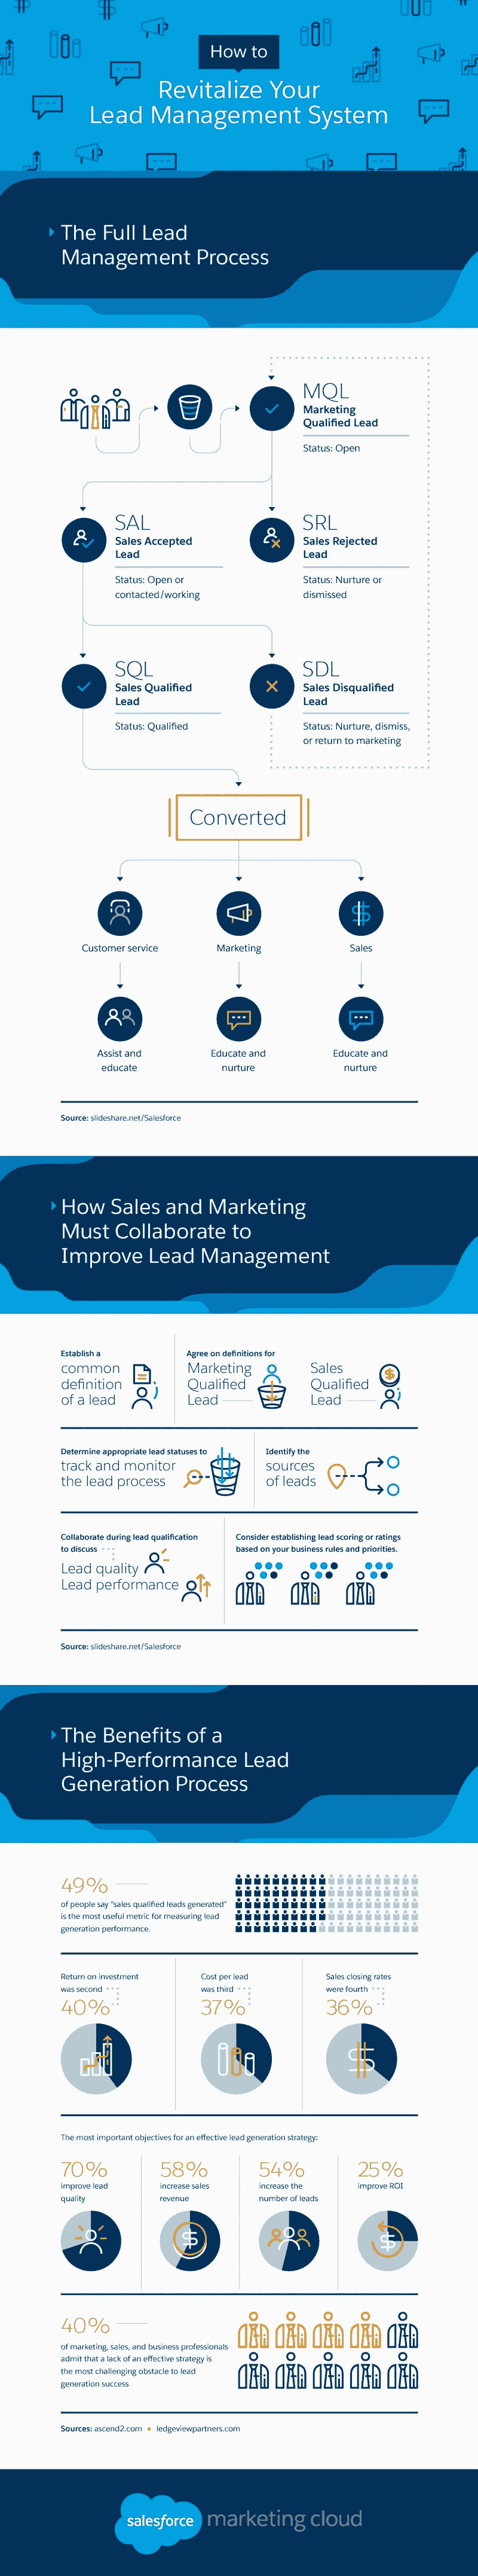 How to
Revitalize Your
Lead Management System
The Full Lead
Management Process
MQL
Marketing
Qualified Lead
Status: Open
SAL
Sales Accepted
Lead
Status: Open or
contacted/working
SRL
Sales Rejected
Lead
Status: Nurture or
dismissed
SQL
Sales Qualified
Lead
Status: Qualified
SDL
Sales Disqualified
Lead
Status: Nurture, dismiss,
or return to marketing
Converted
Customer service
Marketing
Sales
Assist and
educate
Educate and
nurture
Educate and
nurture
Source: slideshare.net/Salesforce
How Sales and Marketing
Must Collaborate to
Improve Lead Management
Establish a
common
definition
of a lead
Agree on definitions for
Marketing
Qualified
Lead
Sales
Qualified
Lead
Determine appropriate lead statuses to
track and monitor
the lead process
Identify the
sources
of leads
Collaborate during lead qualification
to discuss
Lead quality
Lead performance
Consider establishing lead scoring or ratings
based on your business rules and priorities.
Source: slideshare.net/Salesforce
The Benefits of a
High-Performance Lead
Generation Process
49%
of people say "sales qualified leads generated"
is the most useful metric for measuring lead
generation performance.
Return on investment
was second
40%
Cost per lead
was third
37%
Sales closing rates
were fourth
36%
The most important objectives for an effective lead generation strategy:
70%
improve lead
quality
58%
increase sales
revenue
54%
increase the
number of leads
25%
improve ROI
40%
of marketing, sales, and business professionals
admit that a lack of an effective strategy is
the most challenging obstacle to lead
generation success
Sources: ascend2.com • ledgeviewpartners.com
salesforce marketing cloud